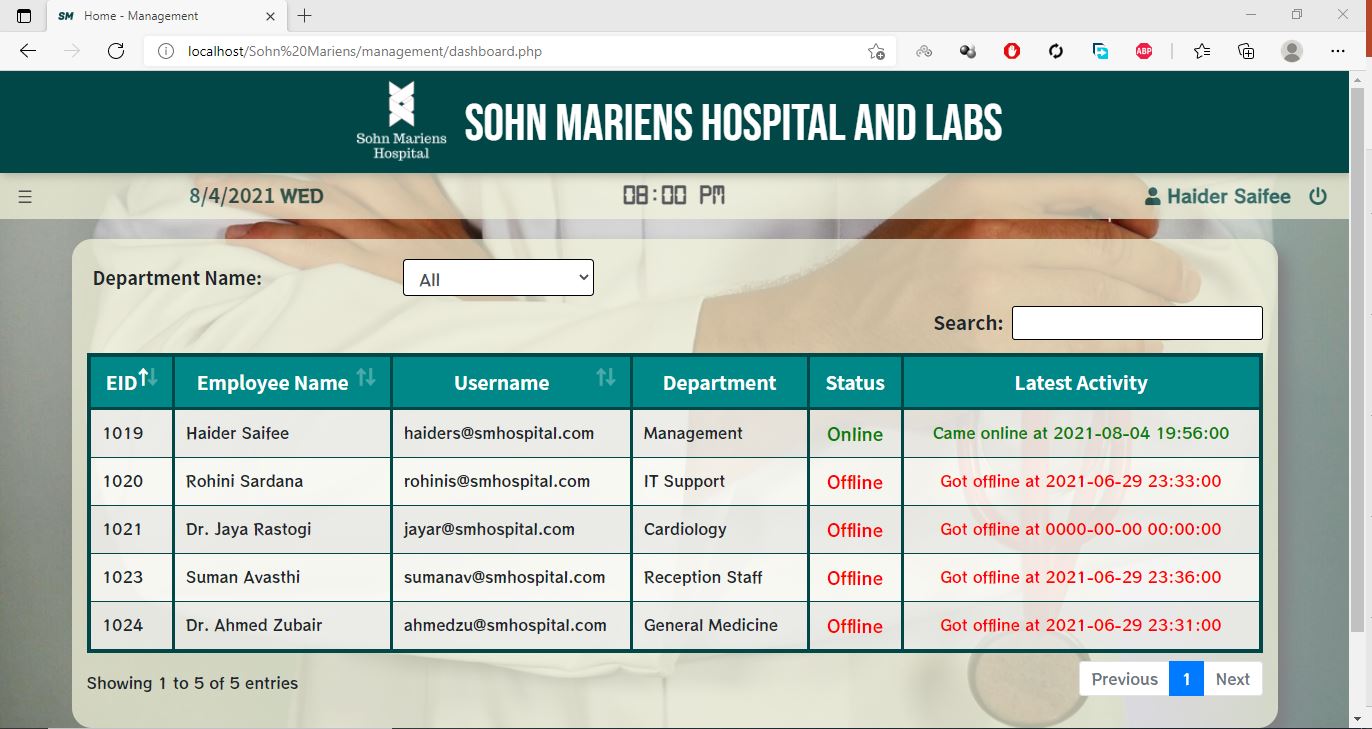 SM Home - Management
localhost/Sohn%20Mariens/management/dashboard.php
ABP
Sohn Mariens
Hospital
SOHN MARIENS HOSPITAL AND LABS
8/4/2021 WED 08:00 PM Haider Saifee
Department Name: All
Search:
EID Employee Name Username Department Status Latest Activity
1019 Haider Saifee haiders@smhospital.com Management Online Came online at 2021-08-04 19:56:00
1020 Rohini Sardana rohinis@smhospital.com IT Support Offline Got offline at 2021-06-29 23:33:00
1021 Dr. Jaya Rastogi jayar@smhospital.com Cardiology Offline Got offline at 0000-00-00 00:00:00
1023 Suman Avasthi sumanav@smhospital.com Reception Staff Offline Got offline at 2021-06-29 23:36:00
1024 Dr. Ahmed Zubair ahmedzu@smhospital.com General Medicine Offline Got offline at 2021-06-29 23:31:00
Showing 1 to 5 of 5 entries
Previous 1 Next